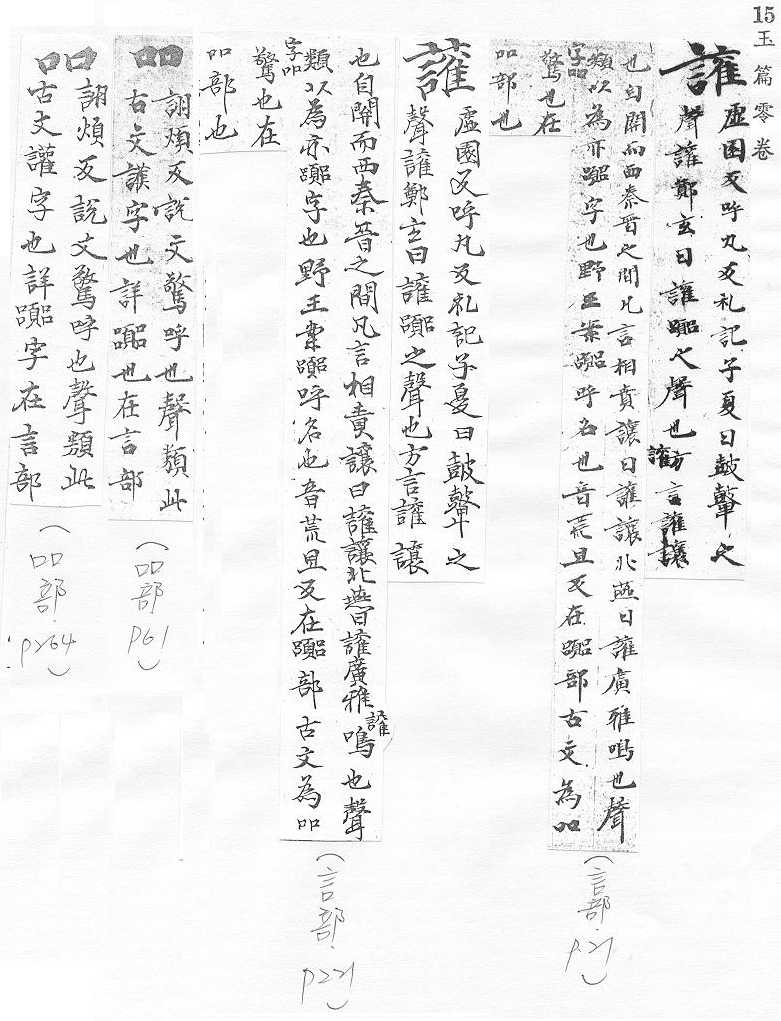 15玉篇零卷
讙
虛園反呼丸反礼記子夏曰鼓鼙之
聲讙鄭玄曰讙嚻之聲也方言讙讓
也自關而西秦晉之間凡言相責讓曰讙讓北燕曰讙廣雅鳴也聲
類以為亦嚻字也野王案嚻呼名也音荒旦反在㗊部古文為吅
字吅
驚也在
吅部也
（言部.
讙
虛園反呼丸反礼記子夏曰鼓鼙之
聲讙鄭玄曰讙嚻之聲也方言讙讓
也自關而西秦晉之間凡言相責讓曰讙讓北燕曰讙廣雅讙鳴也聲
類以為亦嚻字也野王案嚻呼名也音荒旦反在㗊部古文為吅
字吅
驚也在
吅部也
（言部. p221）
吅
詡煩反說文驚呼也聲類此
古文讙字也詳嚻也在言部
（吅部 p61）
吅
詡煩反說文驚呼也聲類此
古文讙字也詳嚻字在言部
（吅部. p264）